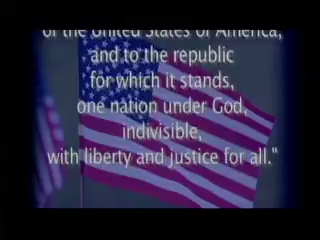 of the United States of America,
and to the republic
for which it stands,
one nation under God,
indivisible,
with liberty and justice for all."